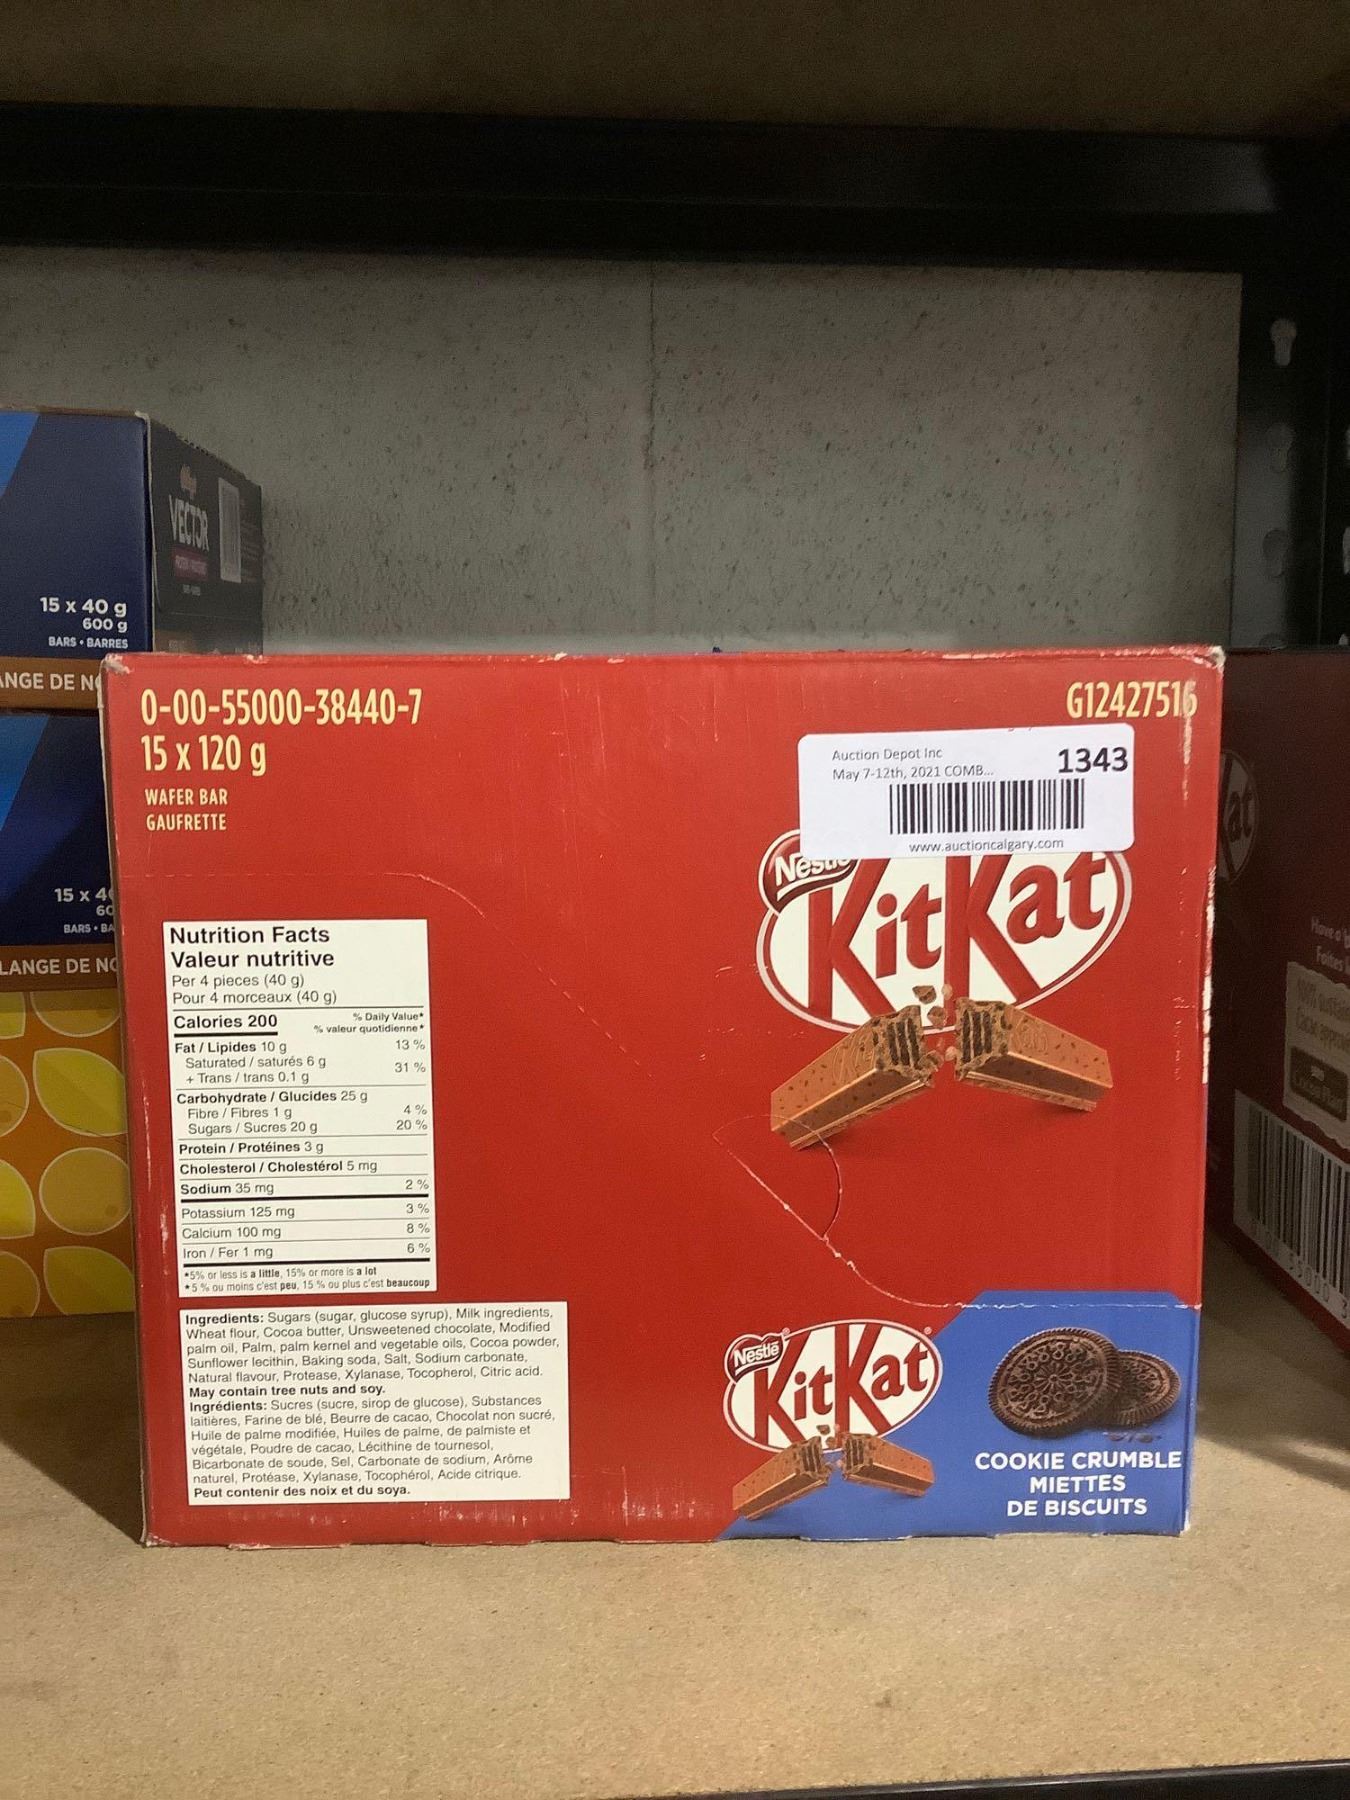 VECTOR
15 x 40 g
600 g
BARS • BARRES
ANGE DE
15 x 4
60
BARS •
LANGE DE
0-00-55000-38440-7
15 x 120 g
WAFER BAR
GAUFRETTE
G12427516
Auction Depot Inc
May 7-12th, 2021 COMB...
1343
www.auctioncalgary.com
Nestlé
KitKat
Nutrition Facts
Valeur nutritive
Per 4 pieces (40 g)
Pour 4 morceaux (40 g)
Calories 200
% Daily Value*
% valeur quotidienne*
Fat / Lipides 10 g 13 %
Saturated / saturés 6 g
+ Trans / trans 0.1 g 31 %
Carbohydrate / Glucides 25 g
Fibre / Fibres 1 g 4 %
Sugars / Sucres 20 g 20 %
Protein / Protéines 3 g
Cholesterol / Cholestérol 5 mg
Sodium 35 mg 2 %
Potassium 125 mg 3 %
Calcium 100 mg 8 %
Iron / Fer 1 mg 6 %
*5% or less is a little, 15% or more is a lot
*5 % ou moins c'est peu, 15 % ou plus c'est beaucoup
Ingredients: Sugars (sugar, glucose syrup), Milk ingredients,
Wheat flour, Cocoa butter, Unsweetened chocolate, Modified
palm oil, Palm, palm kernel and vegetable oils, Cocoa powder,
Sunflower lecithin, Baking soda, Salt, Sodium carbonate,
Natural flavour, Protease, Xylanase, Tocopherol, Citric acid.
May contain tree nuts and soy.
Ingrédients: Sucres (sucre, sirop de glucose), Substances
laitières, Farine de blé, Beurre de cacao, Chocolat non sucré,
Huile de palme modifiée, Huiles de palme, de palmiste et
végétale, Poudre de cacao, Lécithine de tournesol,
Bicarbonate de soude, Sel, Carbonate de sodium, Arôme
naturel, Protéase, Xylanase, Tocophérol, Acide citrique.
Peut contenir des noix et du soya.
Nestlé
KitKat
COOKIE CRUMBLE
MIETTES
DE BISCUITS
at
Have a